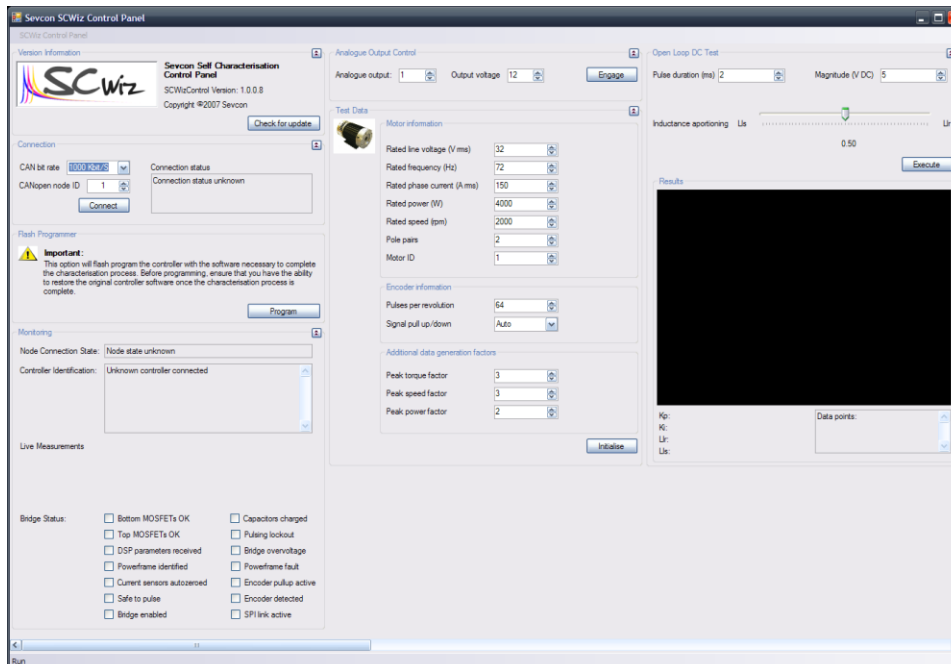 Sevcon SCWiz Control Panel
SCWiz Control Panel
Version Information
SCWiz
Sevcon Self Characterisation
Control Panel
SCWizControl Version: 1.0.0.8
Copyright ©2007 Sevcon
Check for update
Connection
CAN bit rate 1000 Kbit/S Connection status
Connection status unknown
CANopen node ID 1
Connect
Flash Programmer
Important:
This option will flash program the controller with the software necessary to complete
the characterisation process. Before programming, ensure that you have the ability
to restore the original controller software once the characterisation process is
complete.
Program
Monitoring
Node Connection State: Node state unknown
Controller Identification: Unknown controller connected
Live Measurements
Bridge Status: Bottom MOSFETs OK Capacitors charged
Top MOSFETs OK Pulsing lockout
DSP parameters received Bridge overvoltage
Powerframe identified Powerframe fault
Current sensors autozeroed Encoder pullup active
Safe to pulse Encoder detected
Bridge enabled SPI link active
Analogue Output Control
Analogue output: 1 Output voltage 12 Engage
Test Data
Motor information
Rated line voltage (V rms) 32
Rated frequency (Hz) 72
Rated phase current (A rms) 150
Rated power (W) 4000
Rated speed (rpm) 2000
Pole pairs 2
Motor ID 1
Encoder information
Pulses per revolution 64
Signal pull up/down Auto
Additional data generation factors
Peak torque factor 3
Peak speed factor 3
Peak power factor 2
Initialise
Open Loop DC Test
Pulse duration (ms) 2 Magnitude (V DC) 5
Inductance aportioning Lls Llr
0.50
Execute
Results
Kp: Data points:
Ki:
Llr:
Lls:
Run